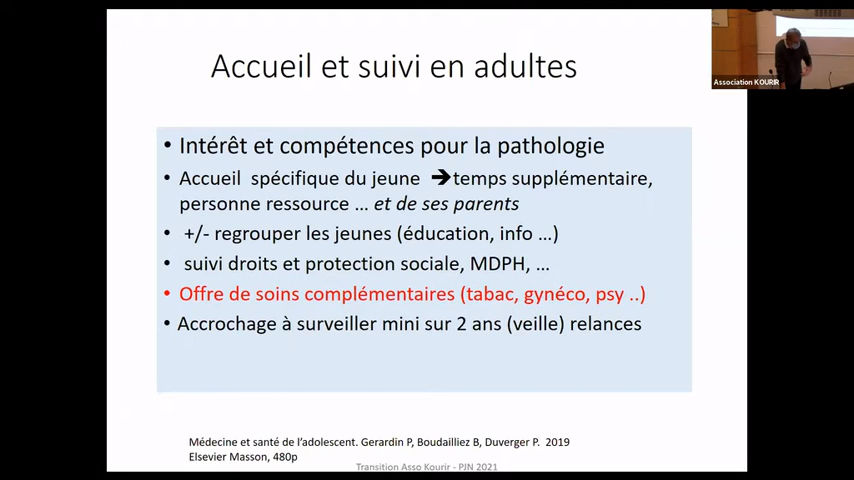 Accueil et suivi en adultes
Association KOURIR
• Intérêt et compétences pour la pathologie
• Accueil spécifique du jeune ➔temps supplémentaire,
personne ressource … et de ses parents
• +/- regrouper les jeunes (éducation, info …)
• suivi droits et protection sociale, MDPH, …
• Offre de soins complémentaires (tabac, gynéco, psy ..)
• Accrochage à surveiller mini sur 2 ans (veille) relances
Médecine et santé de l’adolescent. Gerardin P, Boudailliez B, Duverger P. 2019
Elsevier Masson, 480p
Transition Asso Kourir - PJN 2021